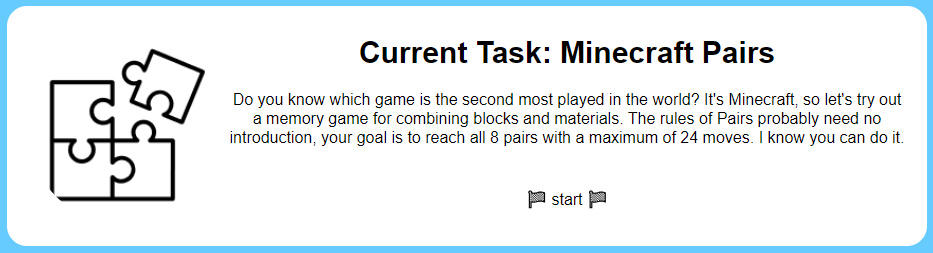 Current Task: Minecraft Pairs
Do you know which game is the second most played in the world? It's Minecraft, so let's try out
a memory game for combining blocks and materials. The rules of Pairs probably need no
introduction, your goal is to reach all 8 pairs with a maximum of 24 moves. I know you can do it.
start